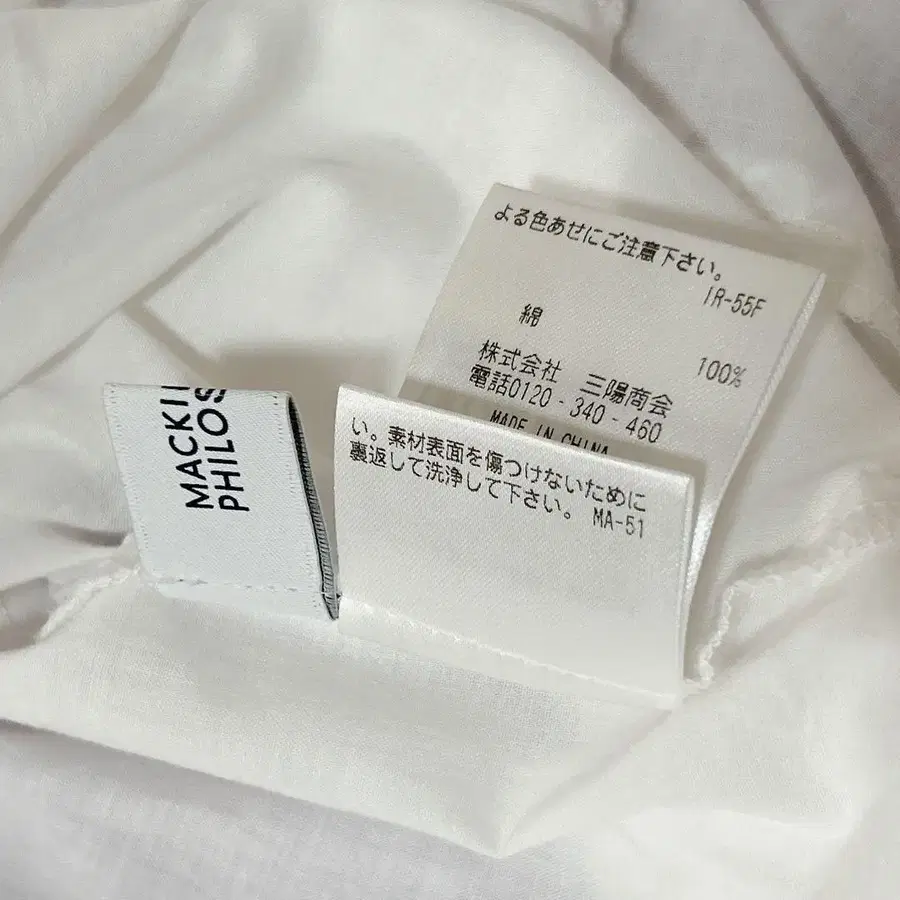 よる色あせにご注意下さい。
IR-55F
綿 100%
株式会社 三陽商会
電話0120-340-460
MADE IN CHINA
MACKI
PHILOS
い。素材表面を傷つけないために
裏返して洗浄して下さい。 MA-51